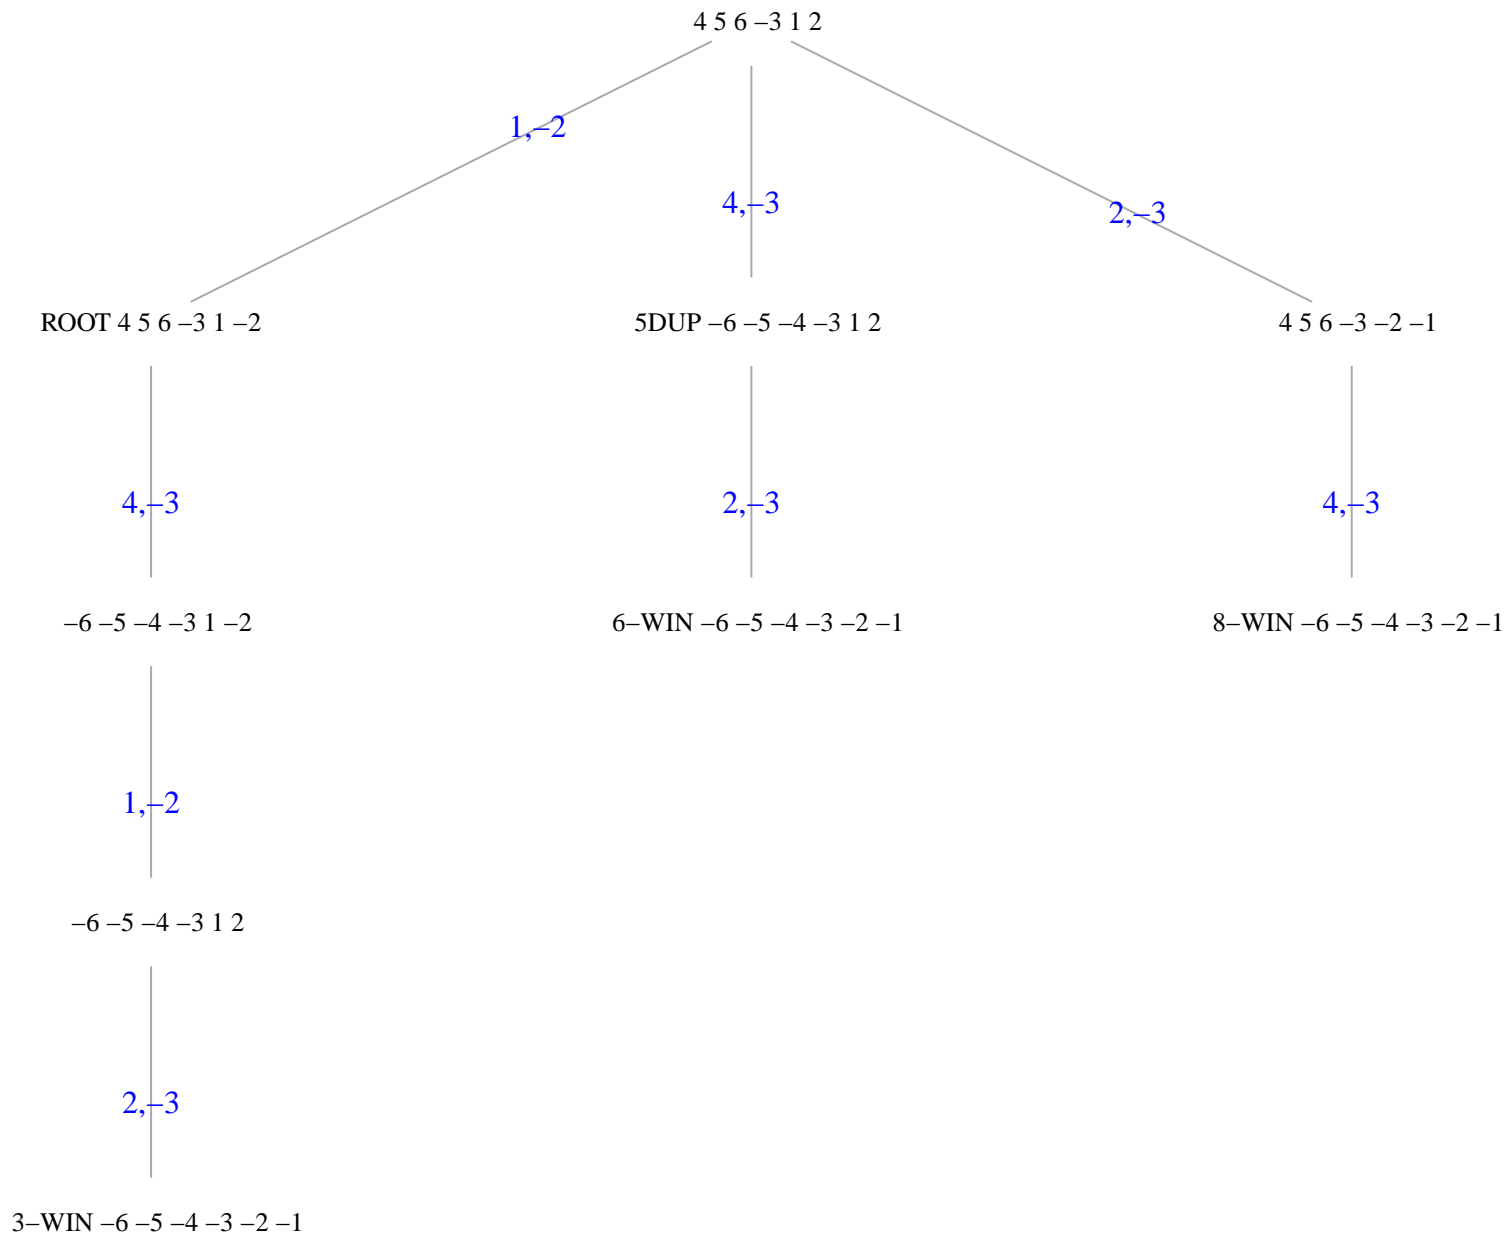 4 5 6 –3 1 2
1,–2
4,–3
2,–3
ROOT 4 5 6 –3 1 –2
5DUP –6 –5 –4 –3 1 2
4 5 6 –3 –2 –1
4,–3
2,–3
4,–3
–6 –5 –4 –3 1 –2
6–WIN –6 –5 –4 –3 –2 –1
8–WIN –6 –5 –4 –3 –2 –1
1,–2
–6 –5 –4 –3 1 2
2,–3
3–WIN –6 –5 –4 –3 –2 –1